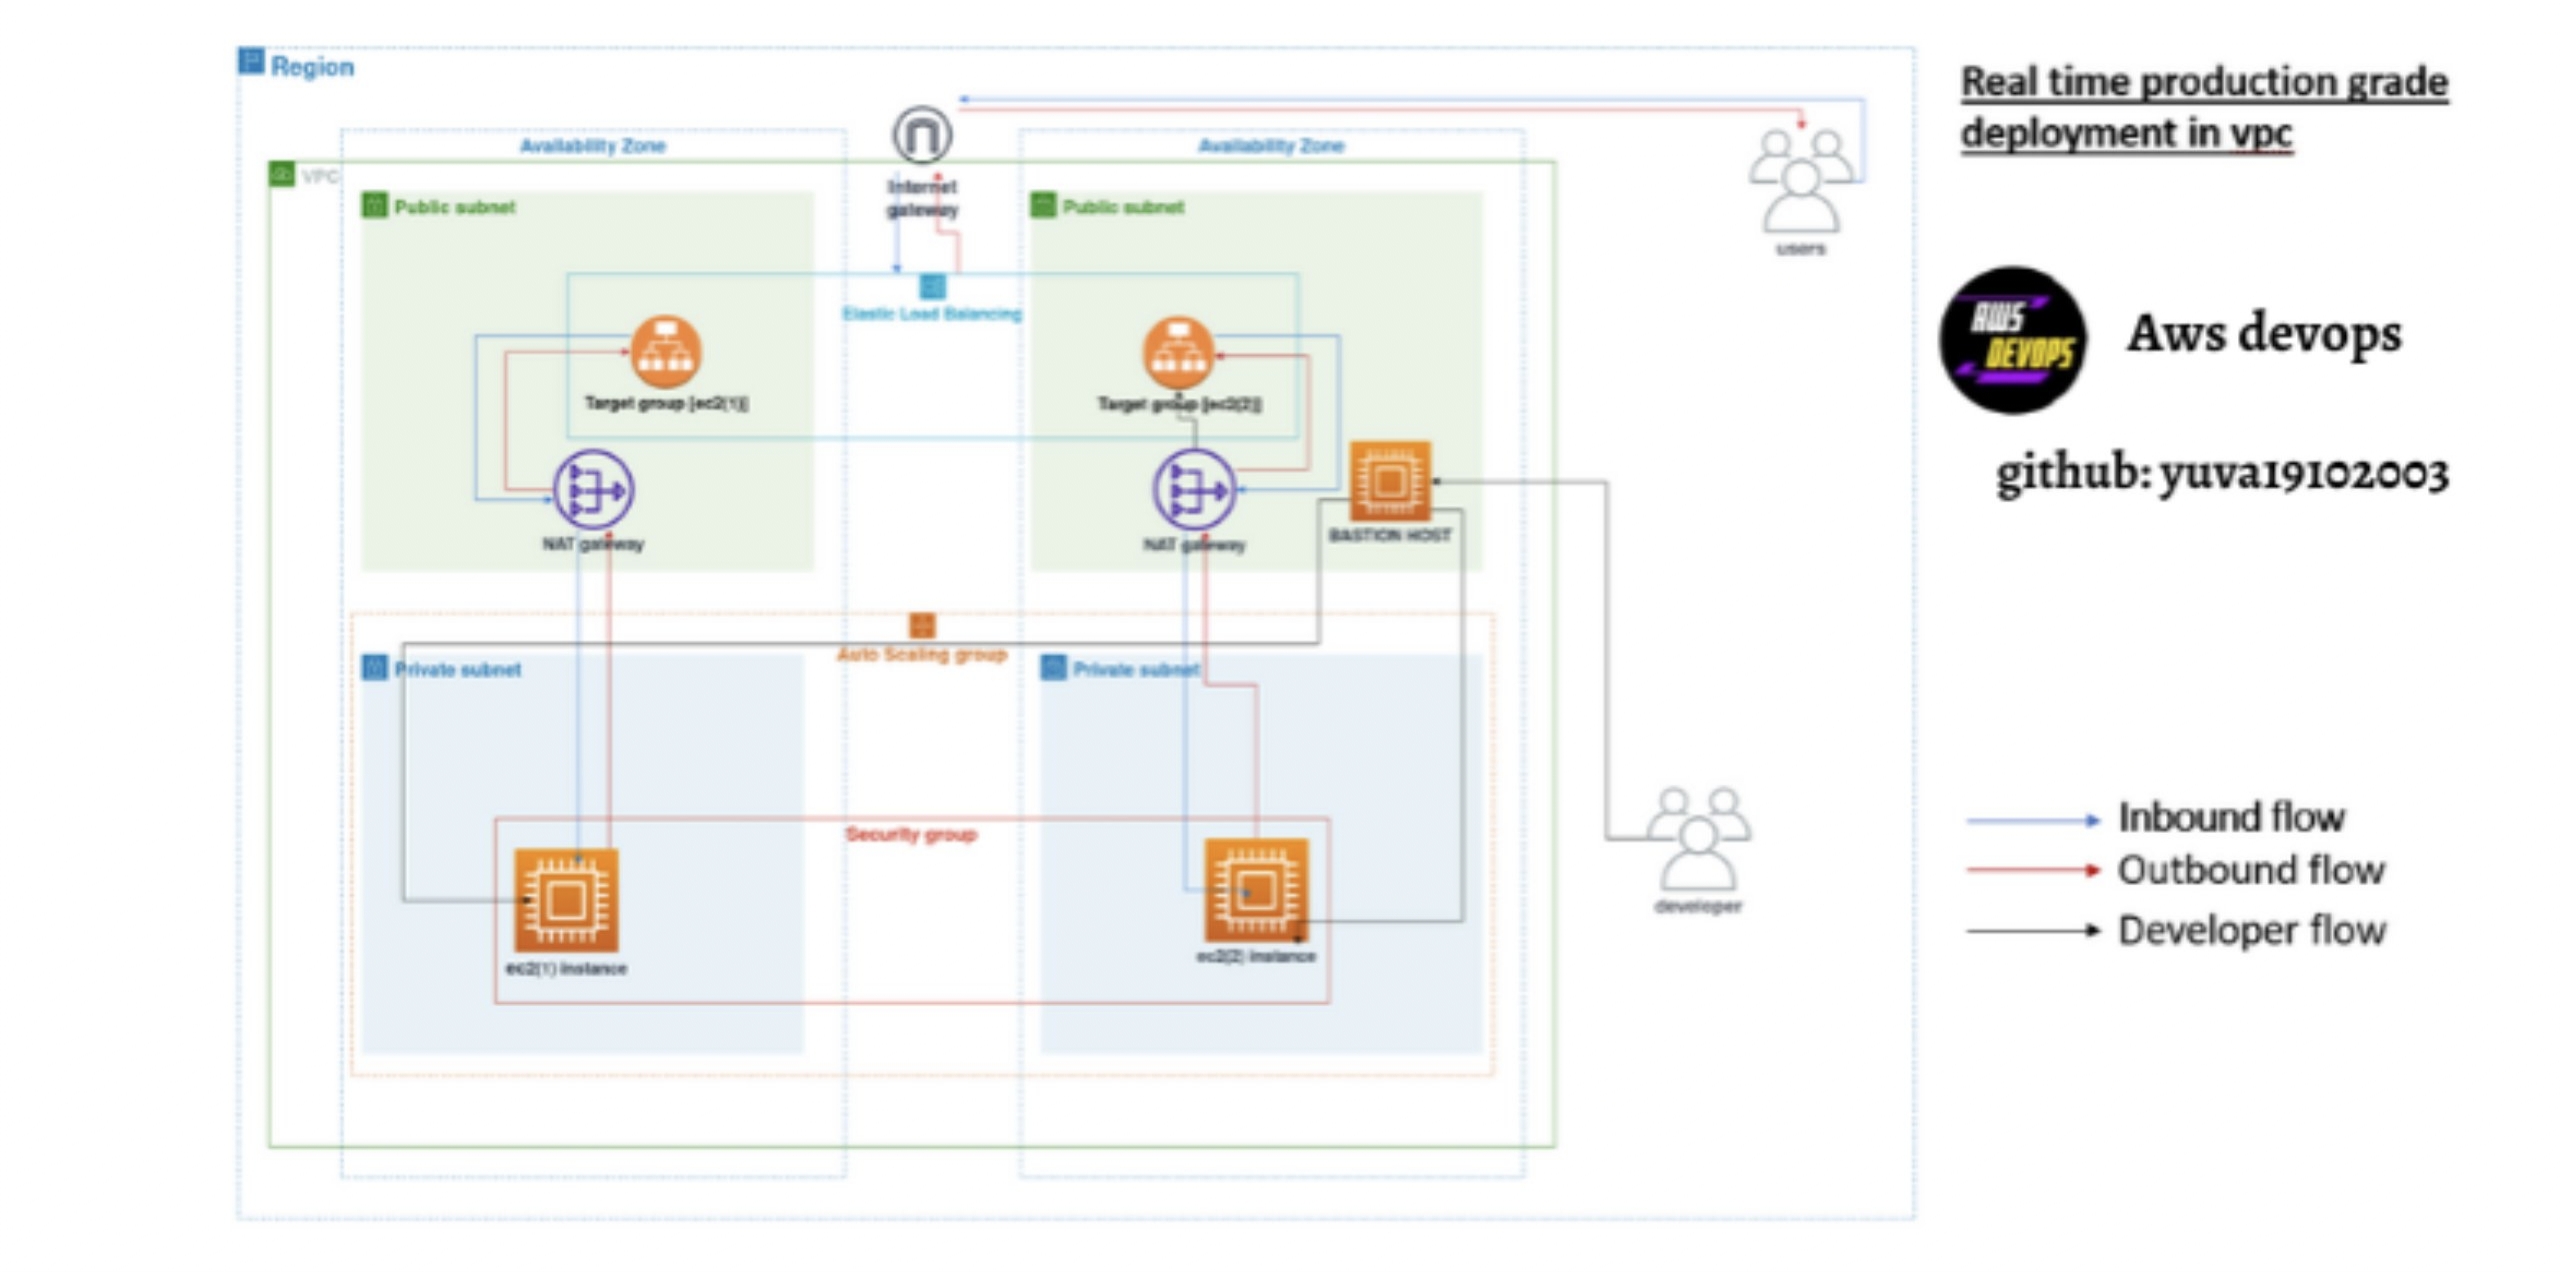 Region
Real time production grade
deployment in vpc
Availability Zone
Availability Zone
VPC
Internet
gateway
Public subnet
Public subnet
users
Elastic Load Balancing
AWS
DEVOPS
Aws devops
Target group [ec2(1)]
Target group [ec2(2)]
github: yuva19102003
NAT gateway
NAT gateway
BASTION HOST
Auto Scaling group
Private subnet
Private subnet
Security group
Inbound flow
Outbound flow
Developer flow
developer
ec2(1) instance
ec2(2) instance